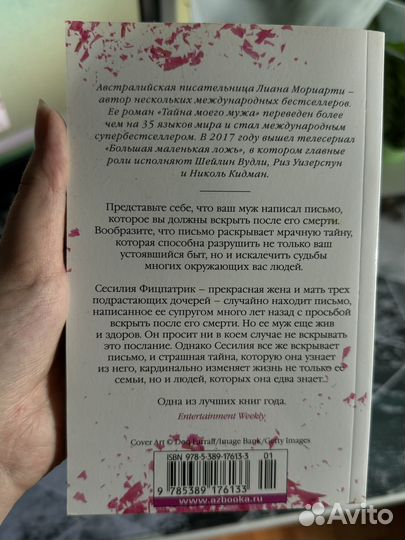 Австралийская писательница Лиана Мориарти –
автор нескольких международных бестселлеров.
Ее роман «Тайна моего мужа» переведен более
чем на 35 языков мира и стал международным
супербестселлером. В 2017 году вышел телесериал
«Большая маленькая ложь», в котором главные
роли исполняют Шейлин Вудли, Риз Уизерспун
и Николь Кидман.
Представьте себе, что ваш муж написал письмо,
которое вы должны вскрыть после его смерти.
Вообразите, что письмо раскрывает мрачную тайну,
которая способна разрушить не только ваш
устоявшийся быт, но и искалечить судьбы
многих окружающих вас людей.
Сесилия Фицпатрик – прекрасная жена и мать трех
подрастающих дочерей – случайно находит письмо,
написанное ее супругом много лет назад с просьбой
вскрыть после его смерти. Но ее муж еще жив
и здоров. Он просит ни в коем случае не вскрывать
это послание. Однако Сесилия все же вскрывает
письмо, и страшная тайна, которую она узнает
из него, кардинально изменяет жизнь не только ее
семьи, но и людей, которых она едва знает.
Одна из лучших книг года.
Entertainment Weekly
Cover Art © Don Farrall/Image Bank/Getty Images
ISBN 978-5-389-17613-3
01
9 785389 176133
www.azbooka.ru
Avito